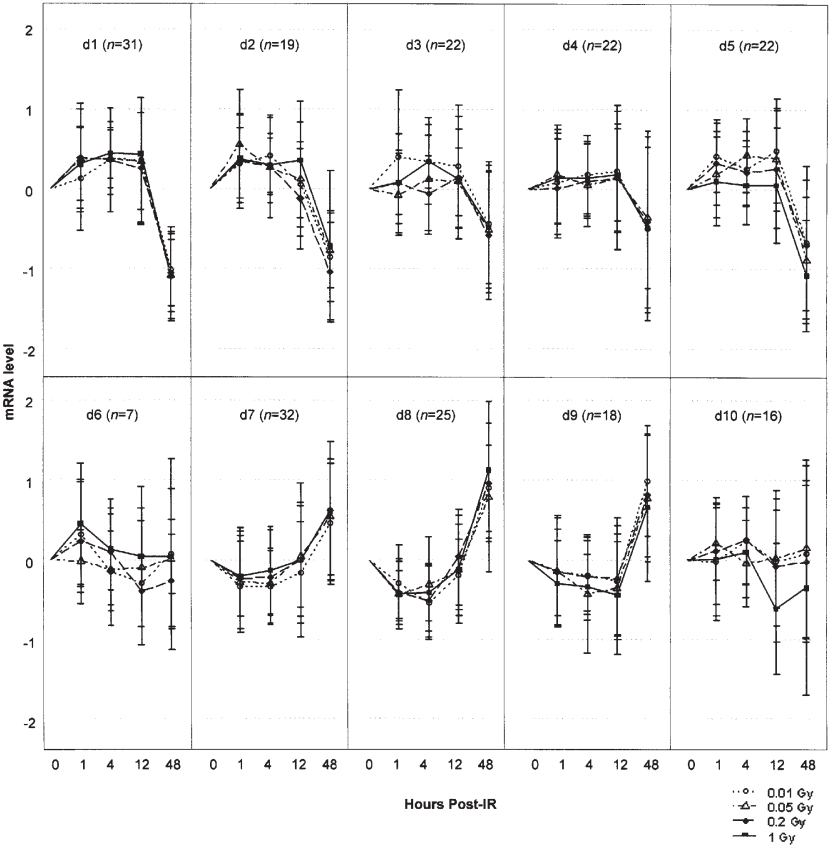 2
d1 (n=31) d2 (n=19) d3 (n=22) d4 (n=22) d5 (n=22)
1
0
-1
-2
mRNA level
2
d6 (n=7) d7 (n=32) d8 (n=25) d9 (n=18) d10 (n=16)
1
0
-1
-2
0 1 4 12 48 0 1 4 12 48 0 1 4 12 48 0 1 4 12 48 0 1 4 12 48
Hours Post-IR
0.01 Gy
0.05 Gy
0.2 Gy
1 Gy